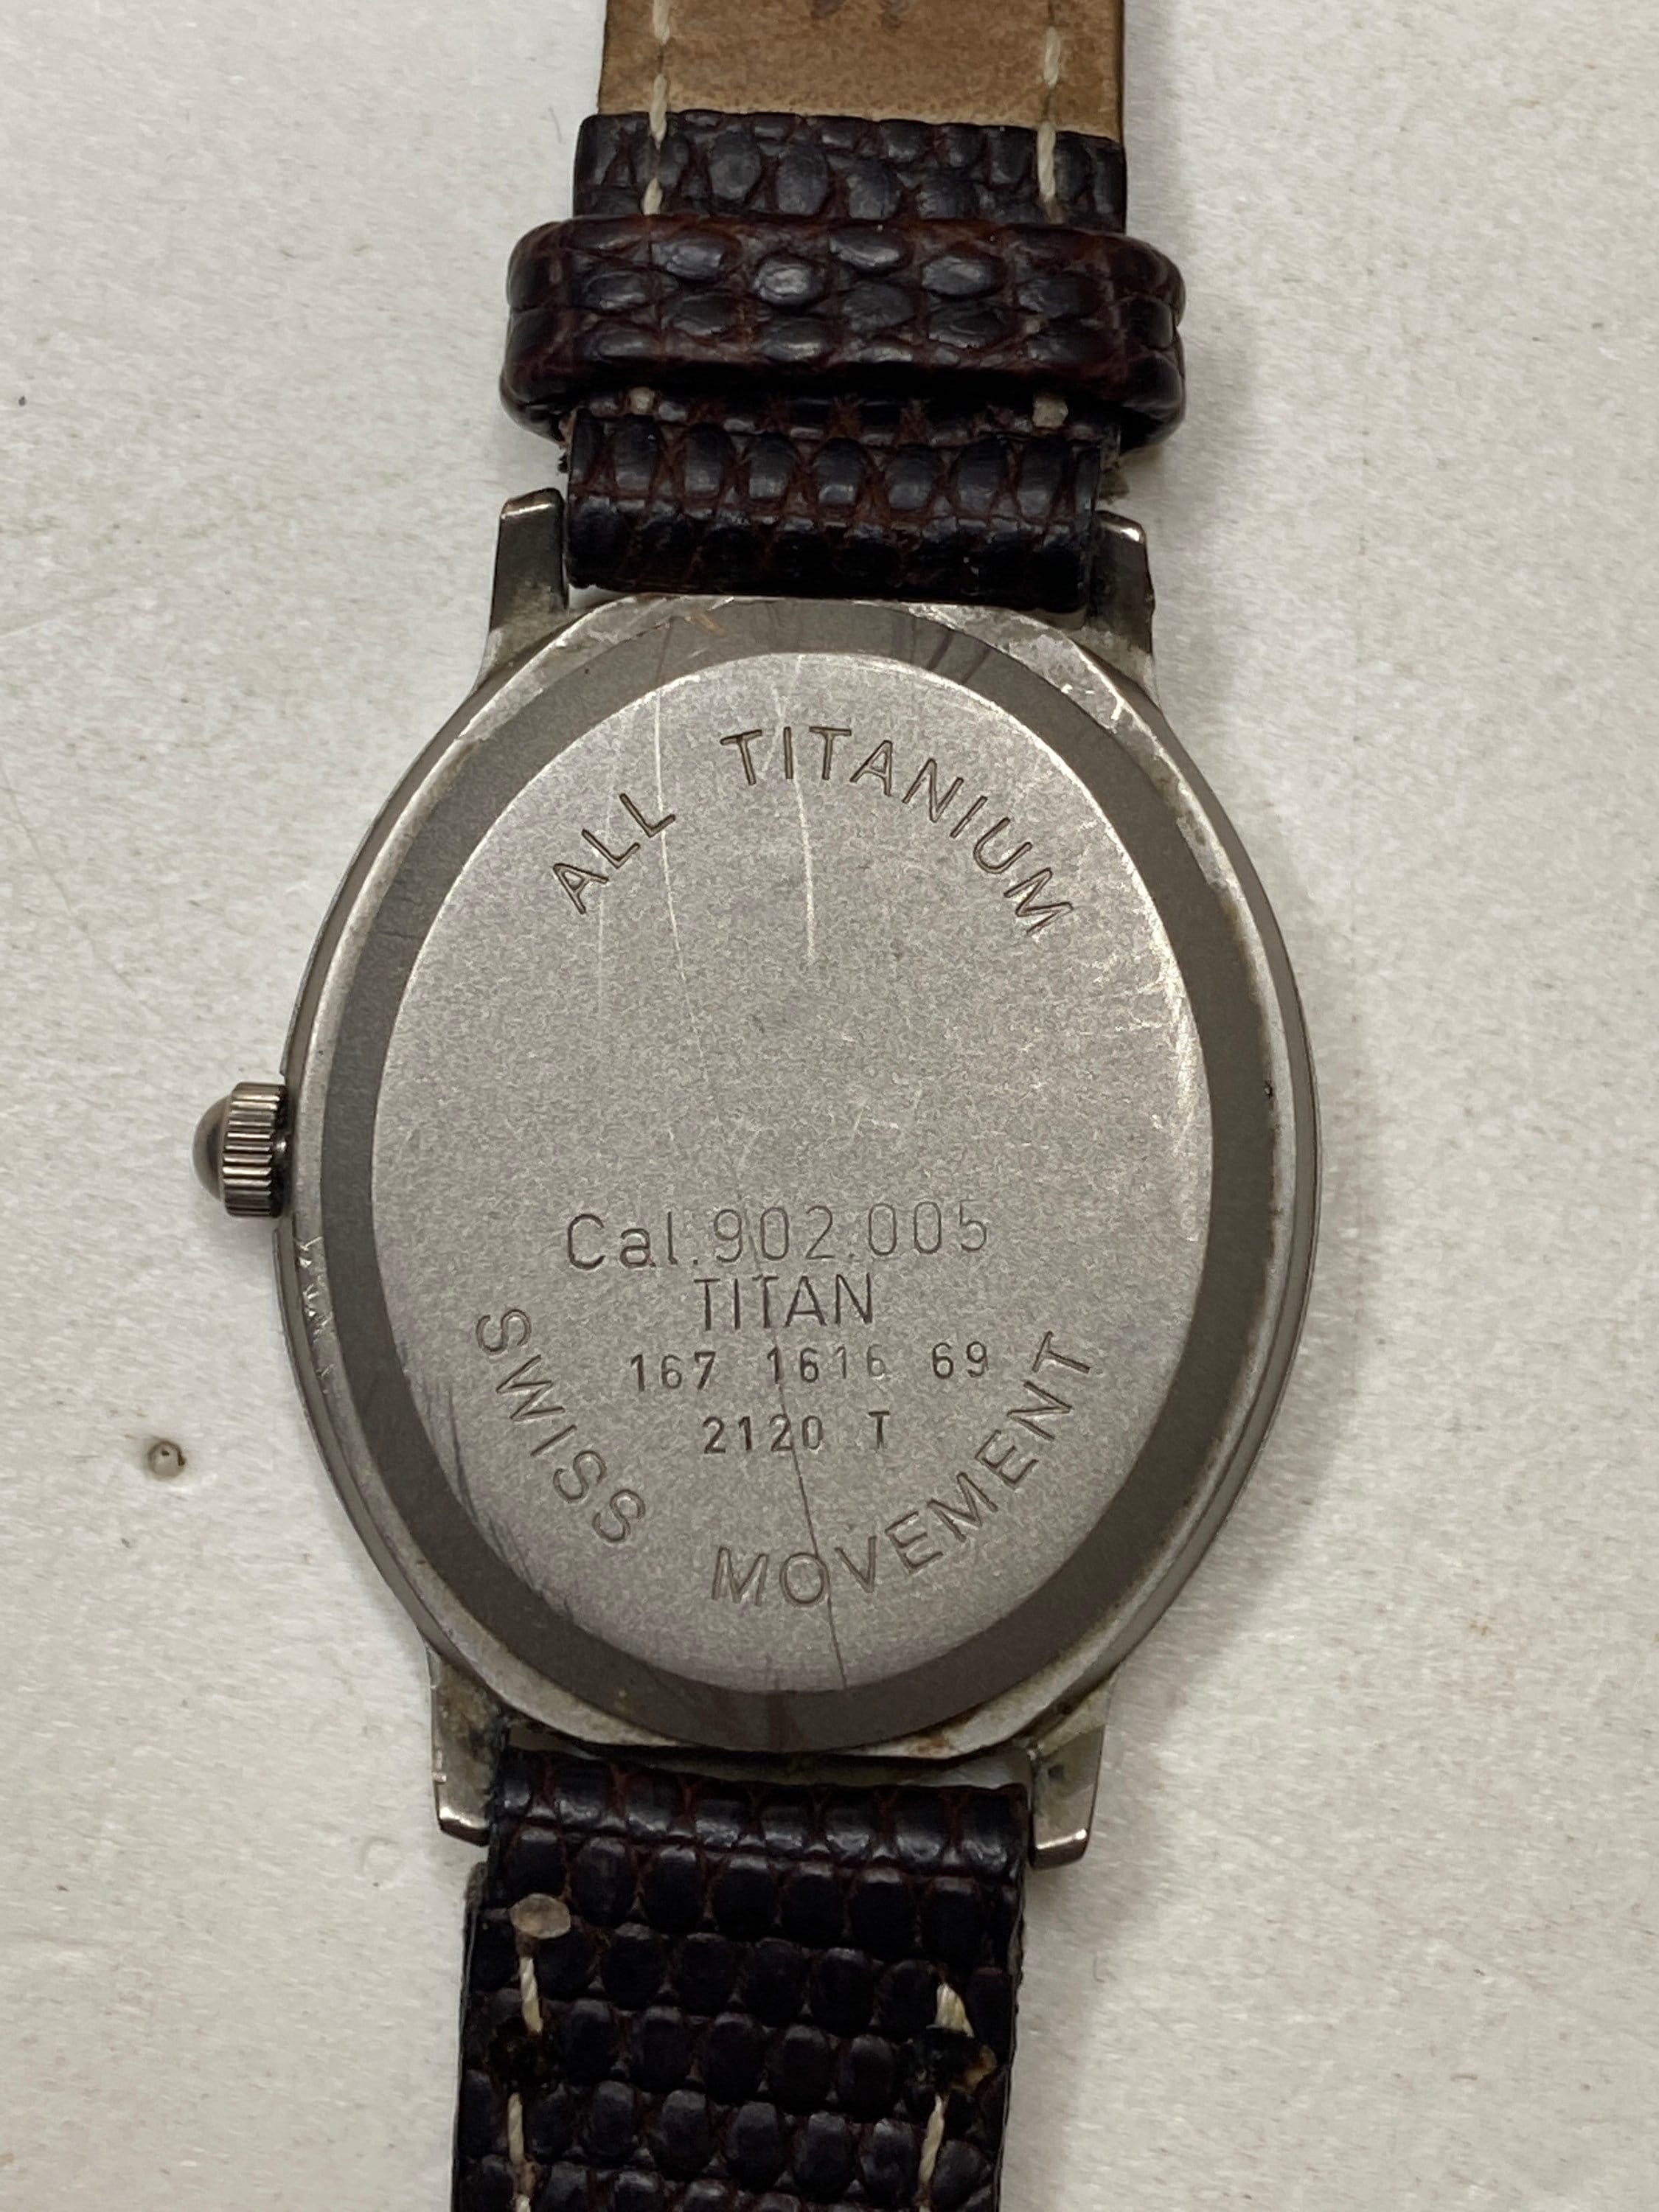 ALL TITANIUM
Cal.902.005
TITAN
167 1616 69
2120 T
SWISS MOVEMENT